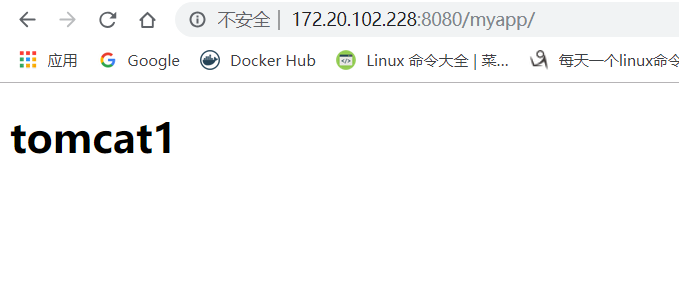 不安全 | 172.20.102.228:8080/myapp/
应用 Google Docker Hub Linux 命令大全 | 菜... 每天一个linux命令
tomcat1